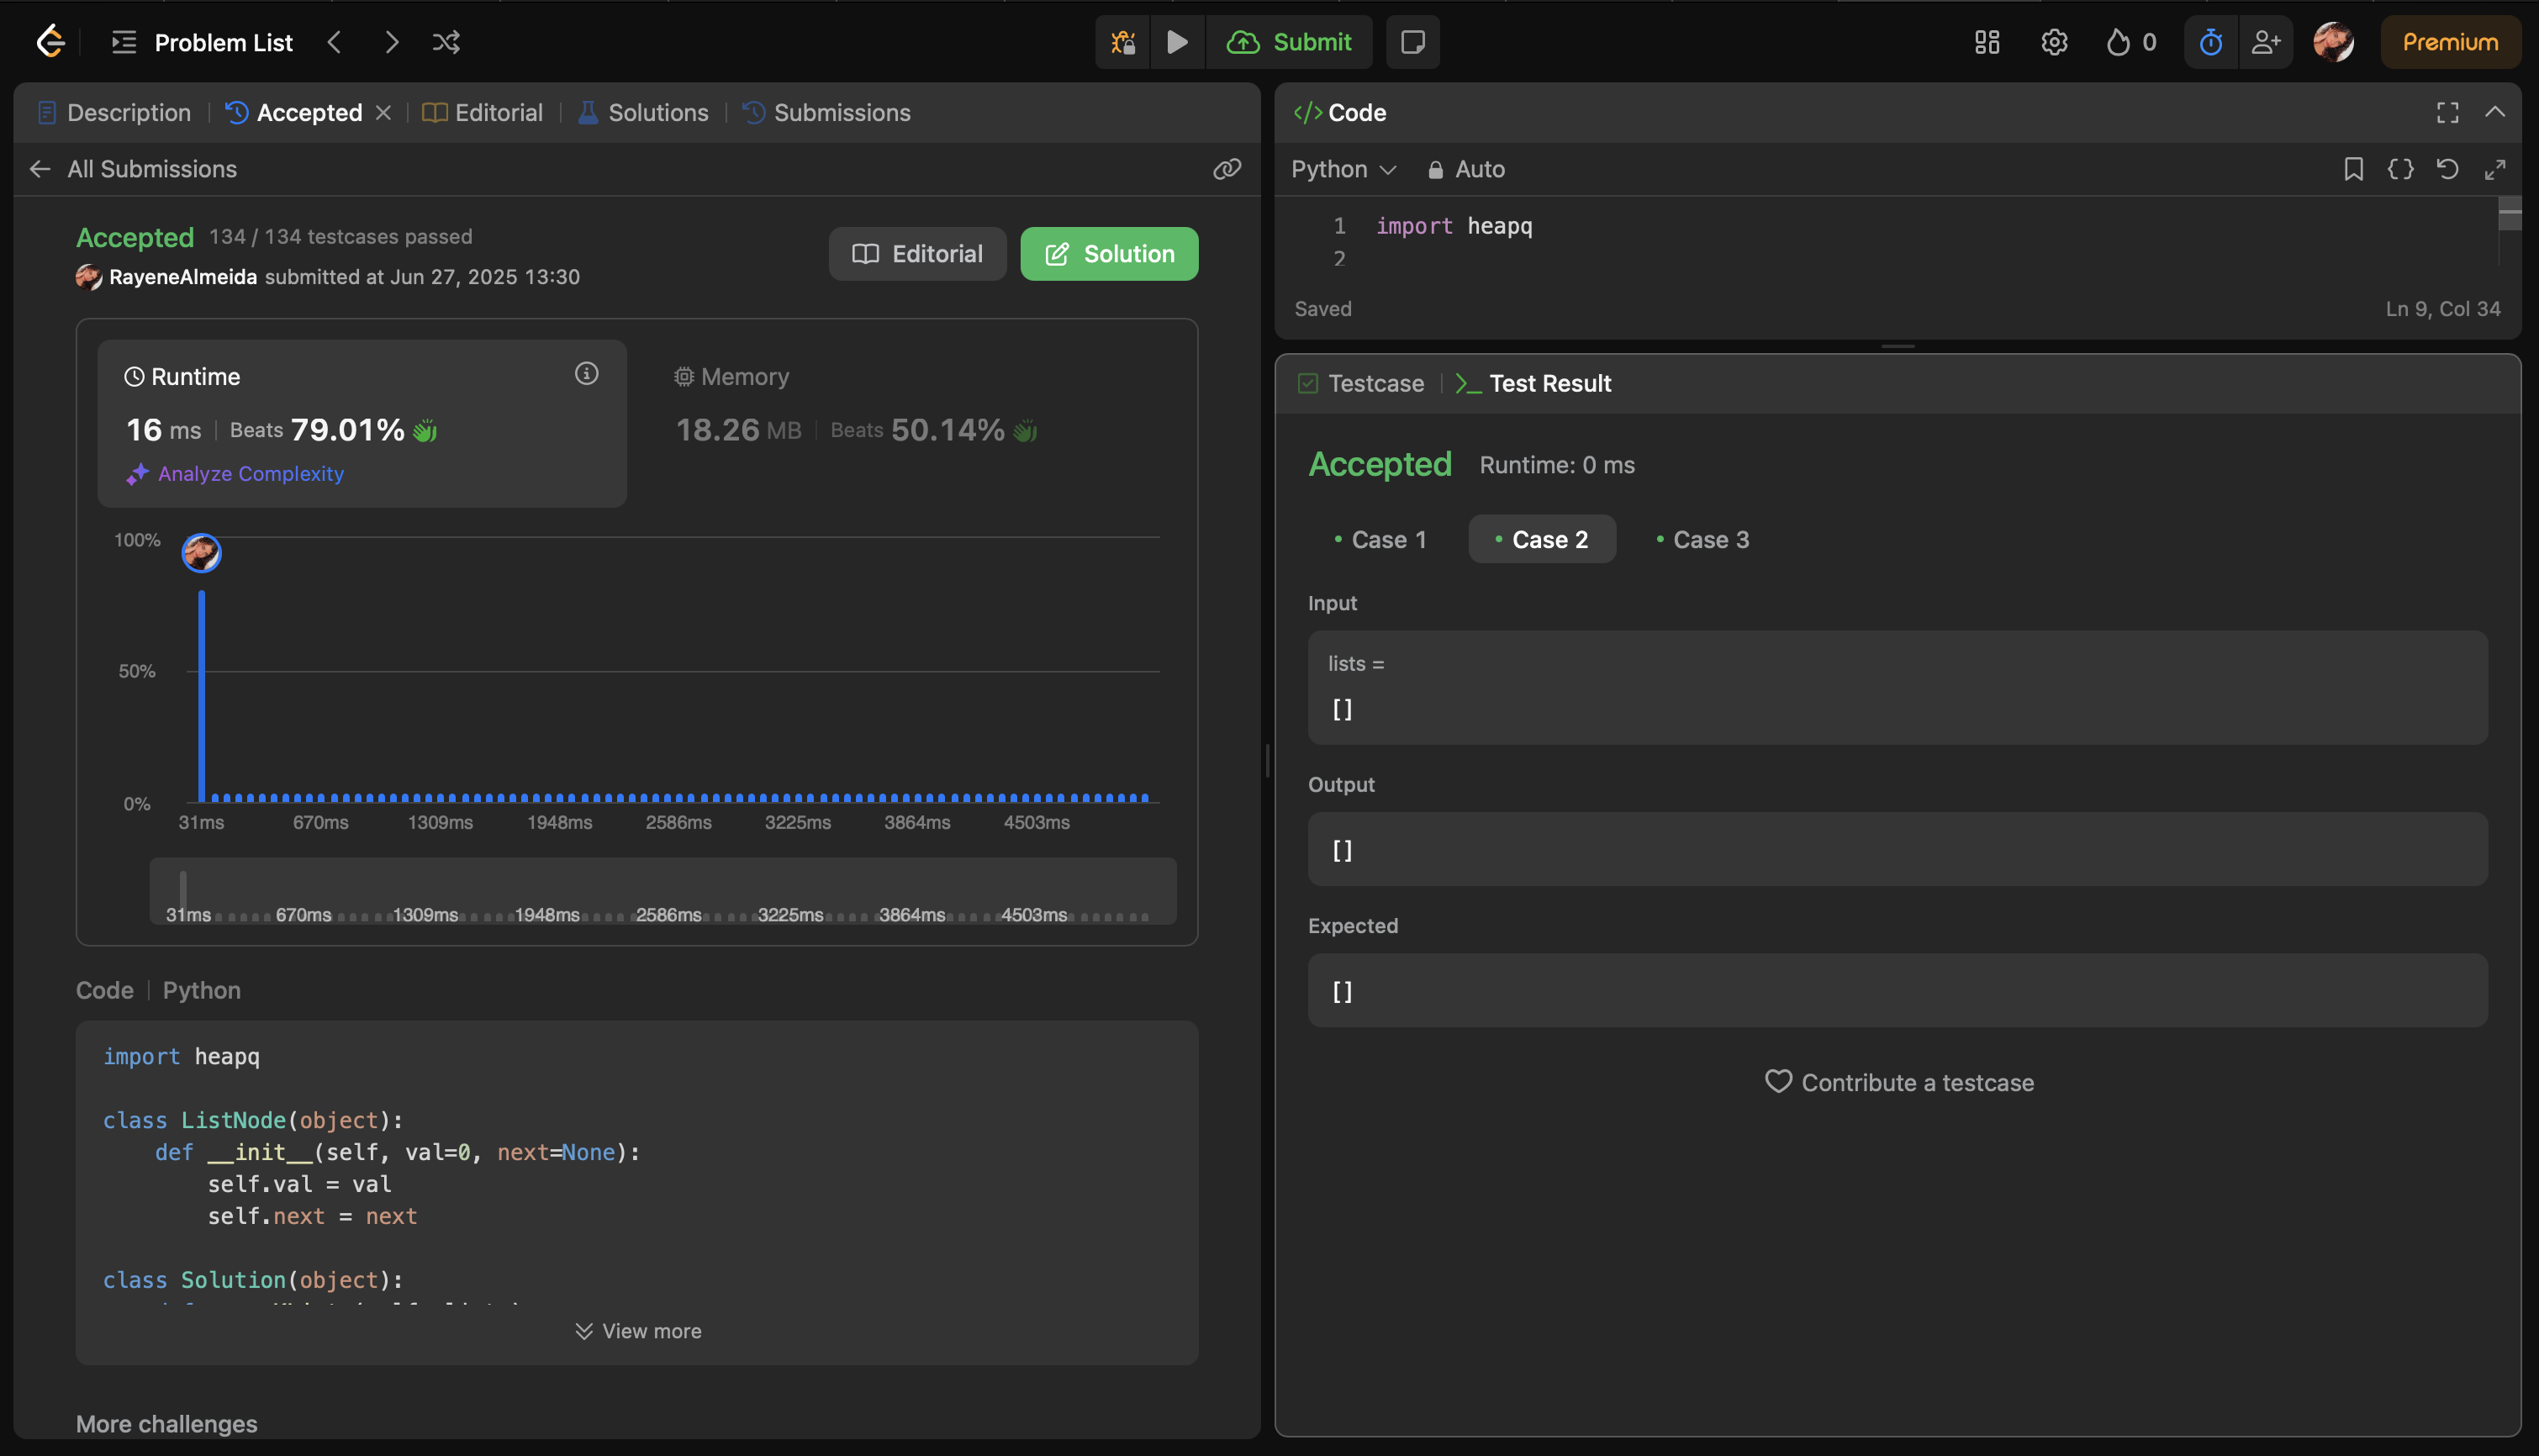 Problem List
Submit
0
Premium
Description
Accepted
Editorial
Solutions
Submissions
All Submissions
Accepted 134 / 134 testcases passed
RayeneAlmeida submitted at Jun 27, 2025 13:30
Editorial
Solution
Runtime
16 ms Beats 79.01%
Analyze Complexity
Memory
18.26 MB Beats 50.14%
100%
50%
0%
31ms 670ms 1309ms 1948ms 2586ms 3225ms 3864ms 4503ms
31ms 670ms 1309ms 1948ms 2586ms 3225ms 3864ms 4503ms
Code Python
import heapq
class ListNode(object):
    def __init__(self, val=0, next=None):
        self.val = val
        self.next = next
class Solution(object):
View more
More challenges
</> Code
Python Auto
1 import heapq
2
Saved
Ln 9, Col 34
Testcase
>_ Test Result
Accepted Runtime: 0 ms
Case 1
Case 2
Case 3
Input
lists =
[]
Output
[]
Expected
[]
Contribute a testcase